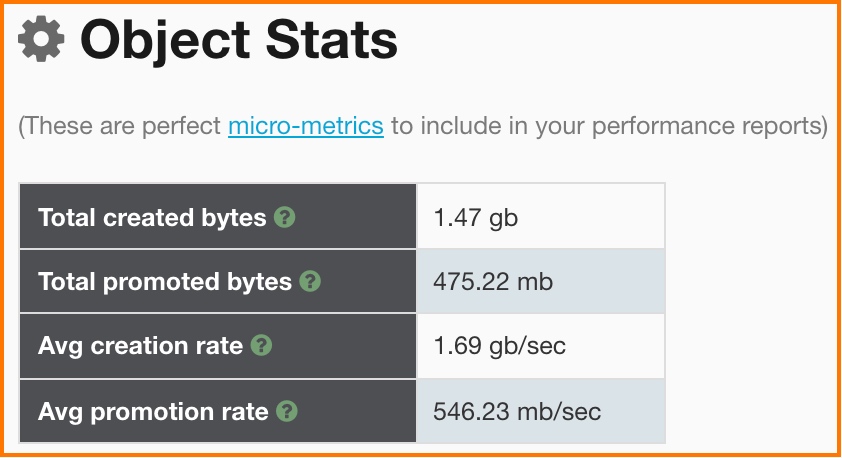 Object Stats
(These are perfect micro-metrics to include in your performance reports)
Total created bytes ? 1.47 gb
Total promoted bytes ? 475.22 mb
Avg creation rate ? 1.69 gb/sec
Avg promotion rate ? 546.23 mb/sec